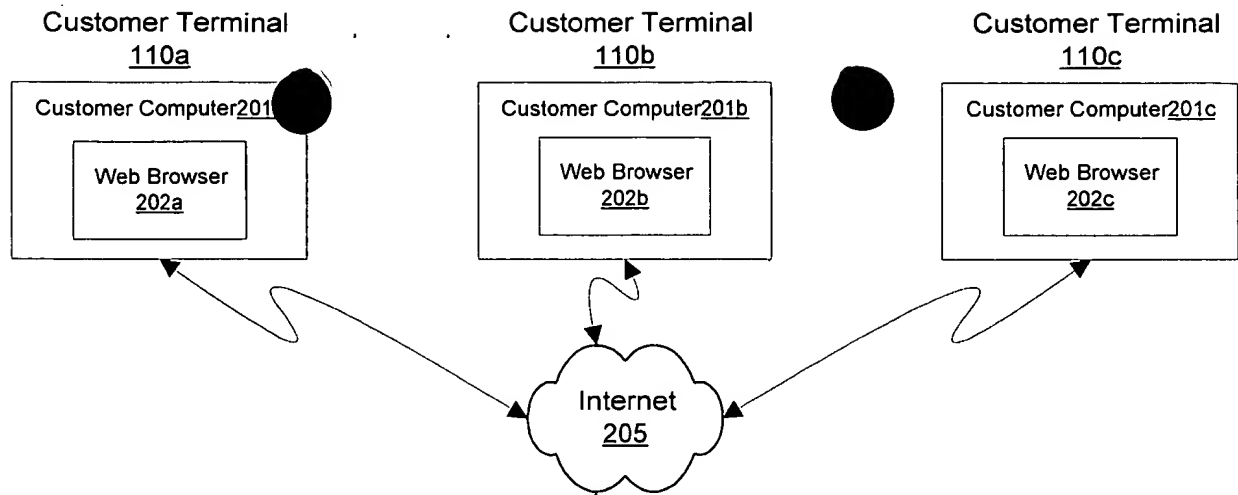 Customer Terminal
110a
Customer Computer201
Web Browser
202a
Customer Terminal
110b
Customer Computer201b
Web Browser
202b
Customer Terminal
110c
Customer Computer201c
Web Browser
202c
Internet
205